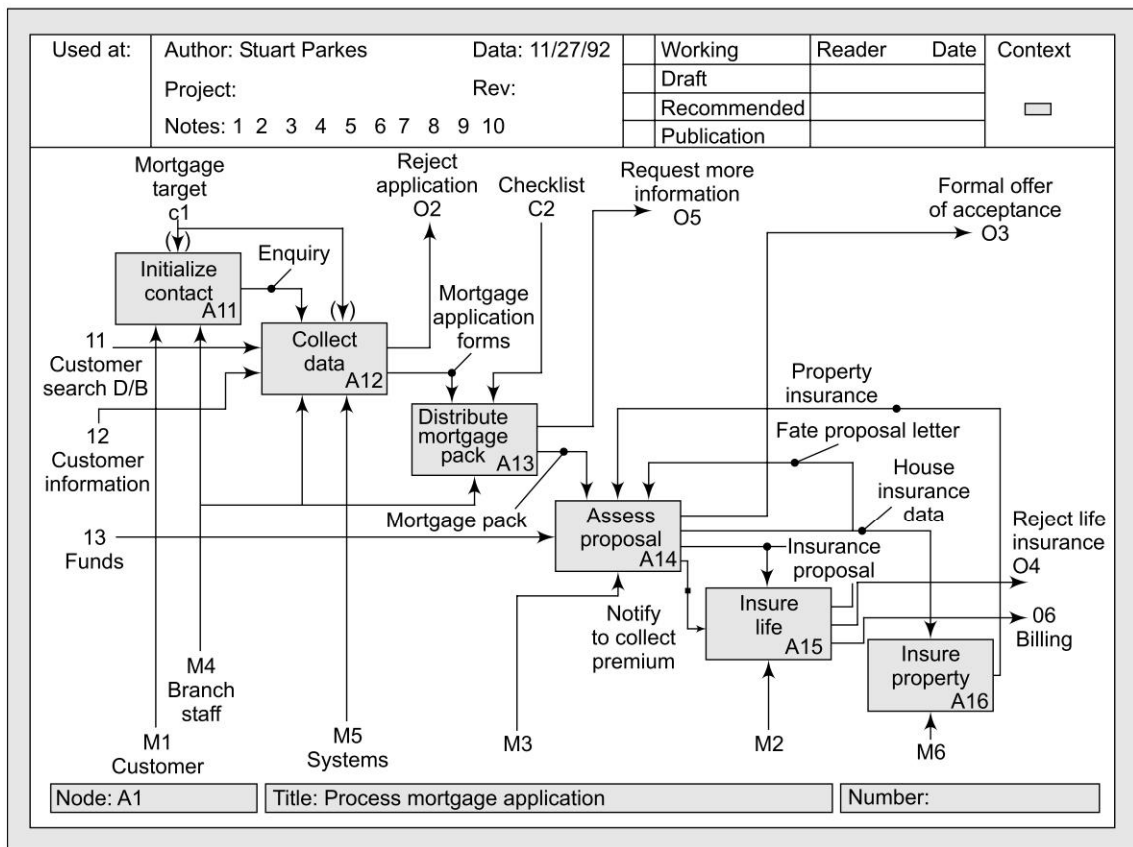 Used at:
Author: Stuart Parkes
Data: 11/27/92
Project:
Rev:
Notes: 1 2 3 4 5 6 7 8 9 10
Working
Draft
Recommended
Publication
Reader
Date
Context
Mortgage
target
c1
Reject
application
O2
Checklist
C2
Request more
information
O5
Formal offer
of acceptance
O3
( )
Initialize
contact
A11
Enquiry
( )
Collect
data
A12
Mortgage
application
forms
11
Customer
search D/B
12
Customer
information
Distribute
mortgage
pack
A13
Property
insurance
Fate proposal letter
House
insurance
data
Mortgage pack
13
Funds
Assess
proposal
A14
Insurance
proposal
Reject life
insurance
O4
Notify
to collect
premium
Insure
life
A15
06
Billing
Insure
property
A16
M4
Branch
staff
M1
Customer
M5
Systems
M3
M2
M6
Node: A1
Title: Process mortgage application
Number: